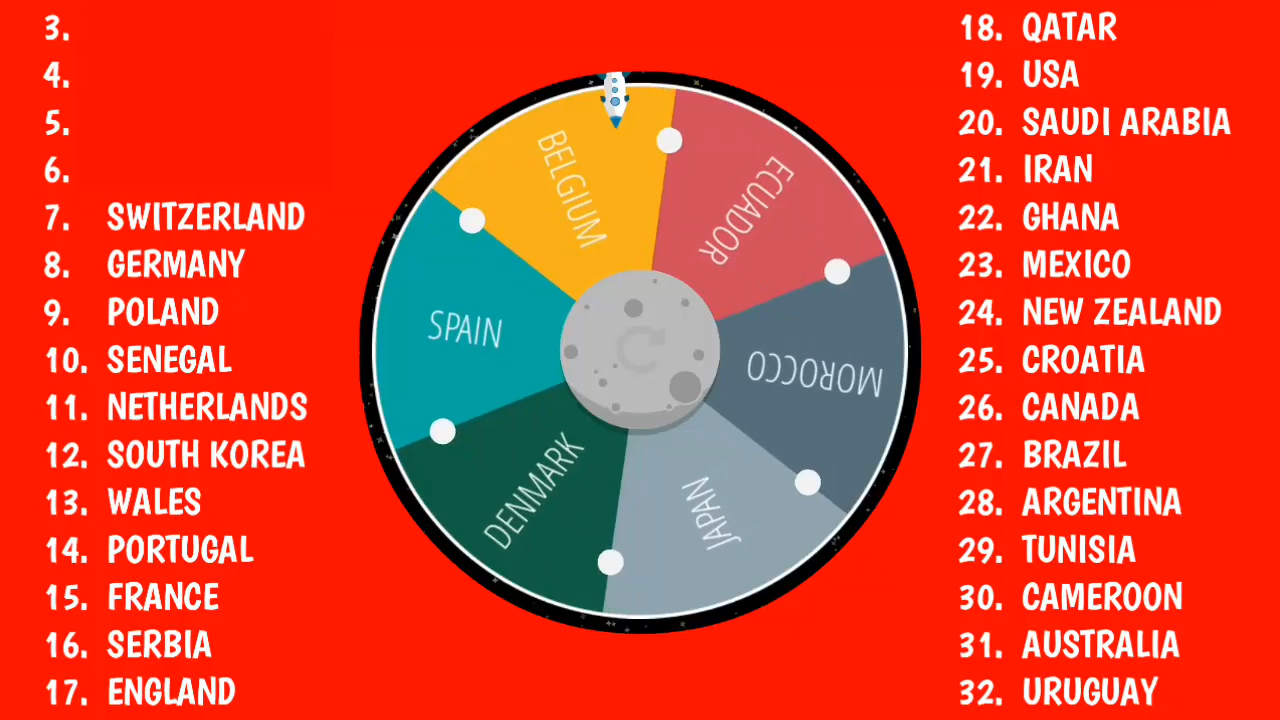 3.
4.
5.
6.
7. SWITZERLAND
8. GERMANY
9. POLAND
10. SENEGAL
11. NETHERLANDS
12. SOUTH KOREA
13. WALES
14. PORTUGAL
15. FRANCE
16. SERBIA
17. ENGLAND
BELGIUM
ECUADOR
MOROCCO
JAPAN
DENMARK
SPAIN
18. QATAR
19. USA
20. SAUDI ARABIA
21. IRAN
22. GHANA
23. MEXICO
24. NEW ZEALAND
25. CROATIA
26. CANADA
27. BRAZIL
28. ARGENTINA
29. TUNISIA
30. CAMEROON
31. AUSTRALIA
32. URUGUAY